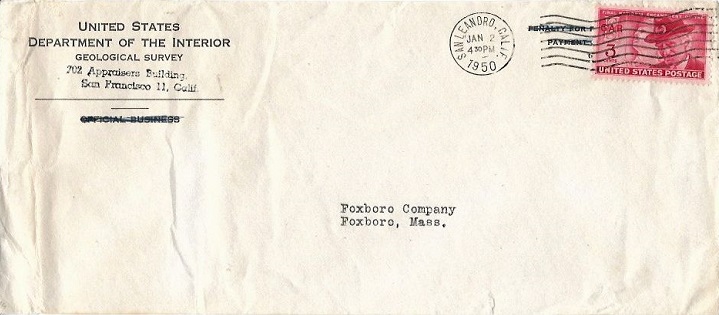 UNITED STATES
DEPARTMENT OF THE INTERIOR
GEOLOGICAL SURVEY
702 Appraisers Building
San Francisco 11, Calif.
OFFICIAL BUSINESS
SAN LEANDRO, CALIF.
JAN 2
4 30 PM
1950
PENALTY FOR
PAYMENT
3
UNITED STATES POSTAGE
Foxboro Company
Foxboro, Mass.